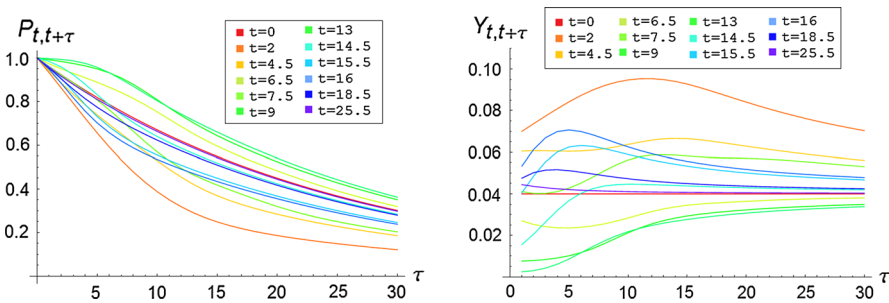 P t,t+τ
t=0 t=13
t=2 t=14.5
t=4.5 t=15.5
t=6.5 t=16
t=7.5 t=18.5
t=9 t=25.5
1.0
0.8
0.6
0.4
0.2
5 10 15 20 25 30 τ
Y t,t+τ
t=0 t=6.5 t=13 t=16
t=2 t=7.5 t=14.5 t=18.5
t=4.5 t=9 t=15.5 t=25.5
0.10
0.08
0.06
0.04
0.02
0 5 10 15 20 25 30 τ